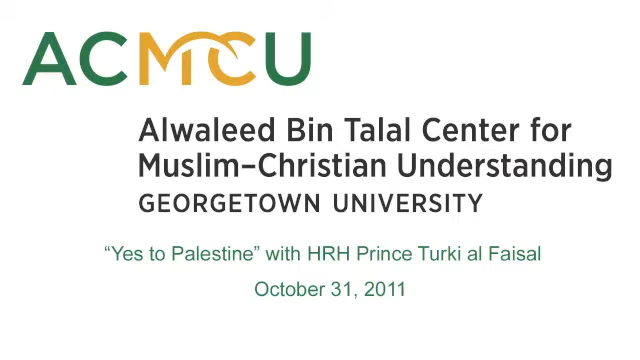 ACMCU
Alwaleed Bin Talal Center for
Muslim–Christian Understanding
GEORGETOWN UNIVERSITY
“Yes to Palestine” with HRH Prince Turki al Faisal
October 31, 2011